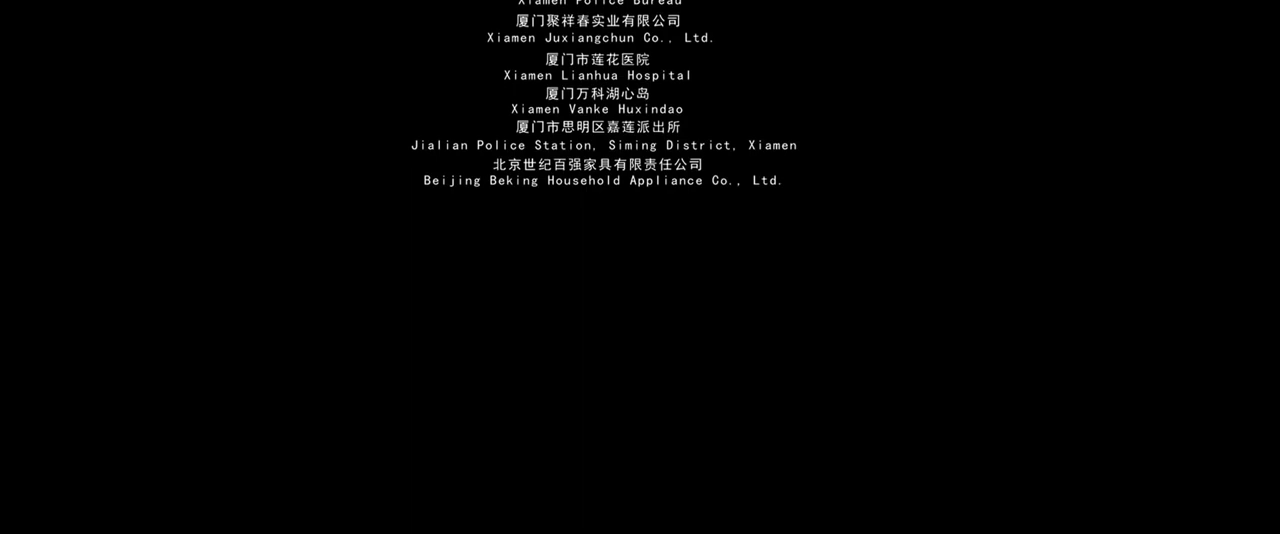 Xiamen Police Bureau
厦门聚祥春实业有限公司
Xiamen Juxiangchun Co., Ltd.
厦门市莲花医院
Xiamen Lianhua Hospital
厦门万科湖心岛
Xiamen Vanke Huxindao
厦门市思明区嘉莲派出所
Jialian Police Station, Siming District, Xiamen
北京世纪百强家具有限责任公司
Beijing Beking Household Appliance Co., Ltd.